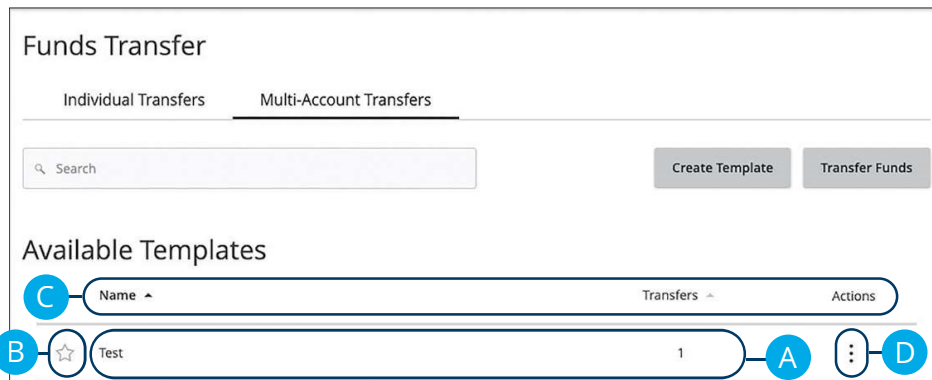 Funds Transfer
Individual Transfers Multi-Account Transfers
Search Create Template Transfer Funds
Available Templates
C Name Transfers Actions
B Test 1 A D